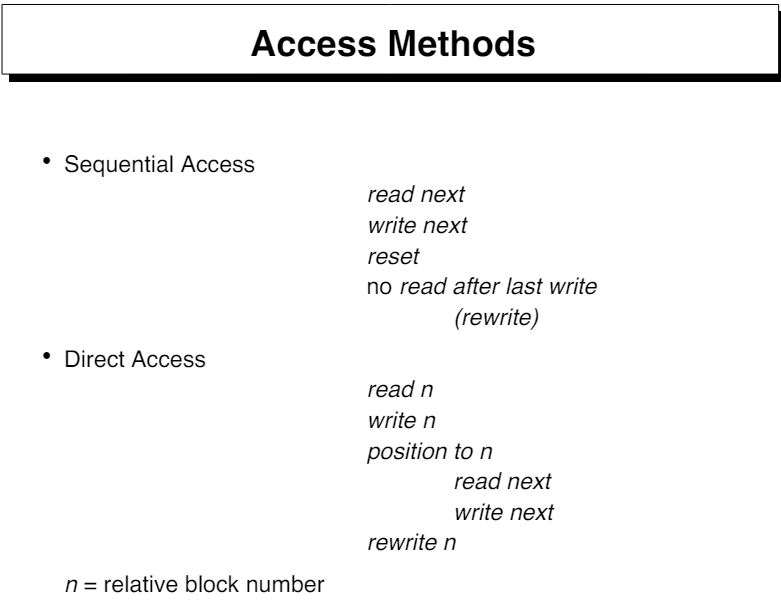 Access Methods
• Sequential Access
read next
write next
reset
no read after last write
(rewrite)
• Direct Access
read n
write n
position to n
read next
write next
rewrite n
n = relative block number